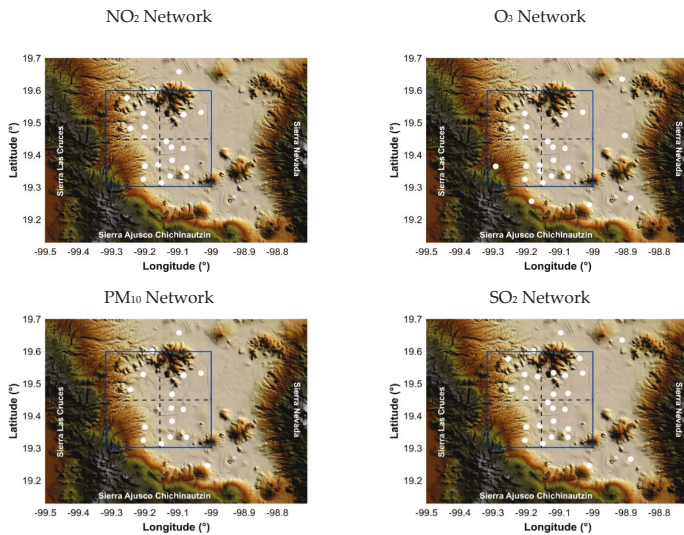 NO₂ Network
O₃ Network
19.7
19.6
19.5
19.4
19.3
19.2
Latitude (°)
Sierra Las Cruces
Sierra Nevada
Sierra Ajusco Chichinautzin
-99.5 -99.4 -99.3 -99.2 -99.1 -99.0 -98.9 -98.8
Longitude (°)
19.7
19.6
19.5
19.4
19.3
19.2
Latitude (°)
Sierra Las Cruces
Sierra Nevada
Sierra Ajusco Chichinautzin
-99.5 -99.4 -99.3 -99.2 -99.1 -99.0 -98.9 -98.8
Longitude (°)
PM₁₀ Network
SO₂ Network
19.7
19.6
19.5
19.4
19.3
19.2
Latitude (°)
Sierra Las Cruces
Sierra Nevada
Sierra Ajusco Chichinautzin
-99.5 -99.4 -99.3 -99.2 -99.1 -99.0 -98.9 -98.8
Longitude (°)
19.7
19.6
19.5
19.4
19.3
19.2
Latitude (°)
Sierra Las Cruces
Sierra Nevada
Sierra Ajusco Chichinautzin
-99.5 -99.4 -99.3 -99.2 -99.1 -99.0 -98.9 -98.8
Longitude (°)